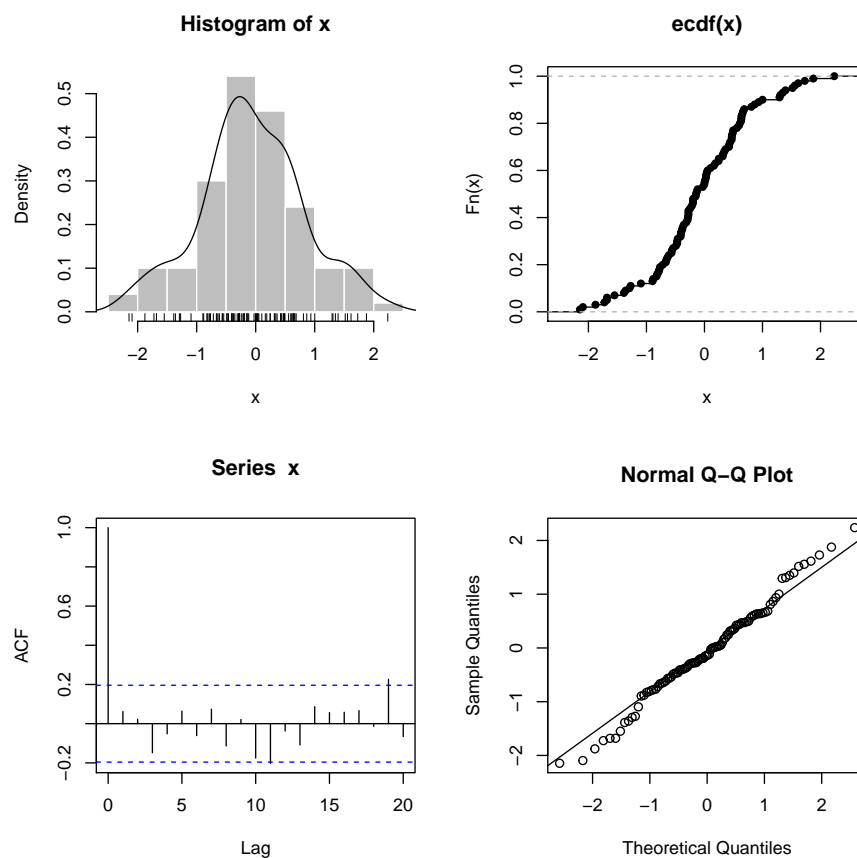 Histogram of x
Density
0.0 0.1 0.2 0.3 0.4 0.5
−2 −1 0 1 2
x
ecdf(x)
Fn(x)
0.0 0.2 0.4 0.6 0.8 1.0
−2 −1 0 1 2
x
Series x
ACF
−0.2 0.2 0.6 1.0
0 5 10 15 20
Lag
Normal Q−Q Plot
Sample Quantiles
−2 −1 0 1 2
−2 −1 0 1 2
Theoretical Quantiles